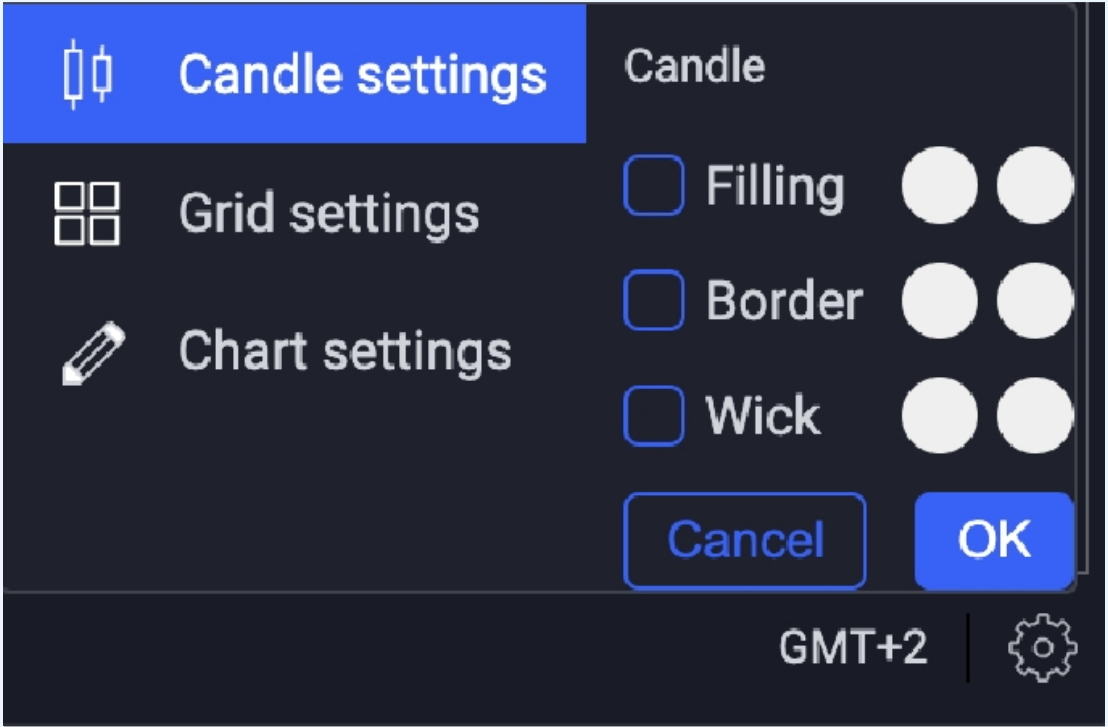 Candle settings
Grid settings
Chart settings
Candle
Filling
Border
Wick
Cancel
OK
GMT+2